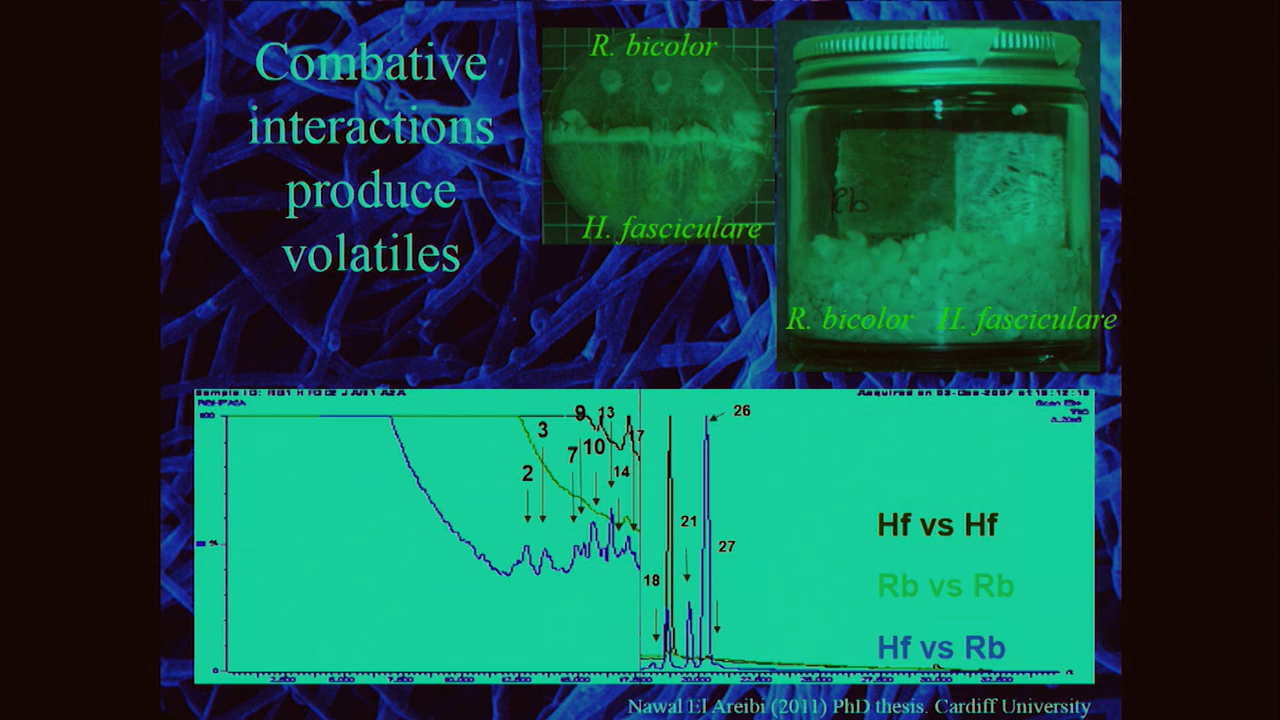 Combative
interactions
produce
volatiles
R. bicolor
H. fasciculare
Rb
R. bicolor H. fasciculare
100
%
0
9
13
3
17
10
7
14
2
26
21
27
18
Hf vs Hf
Rb vs Rb
Hf vs Rb
Nawal El Areibi (2011) PhD thesis. Cardiff University